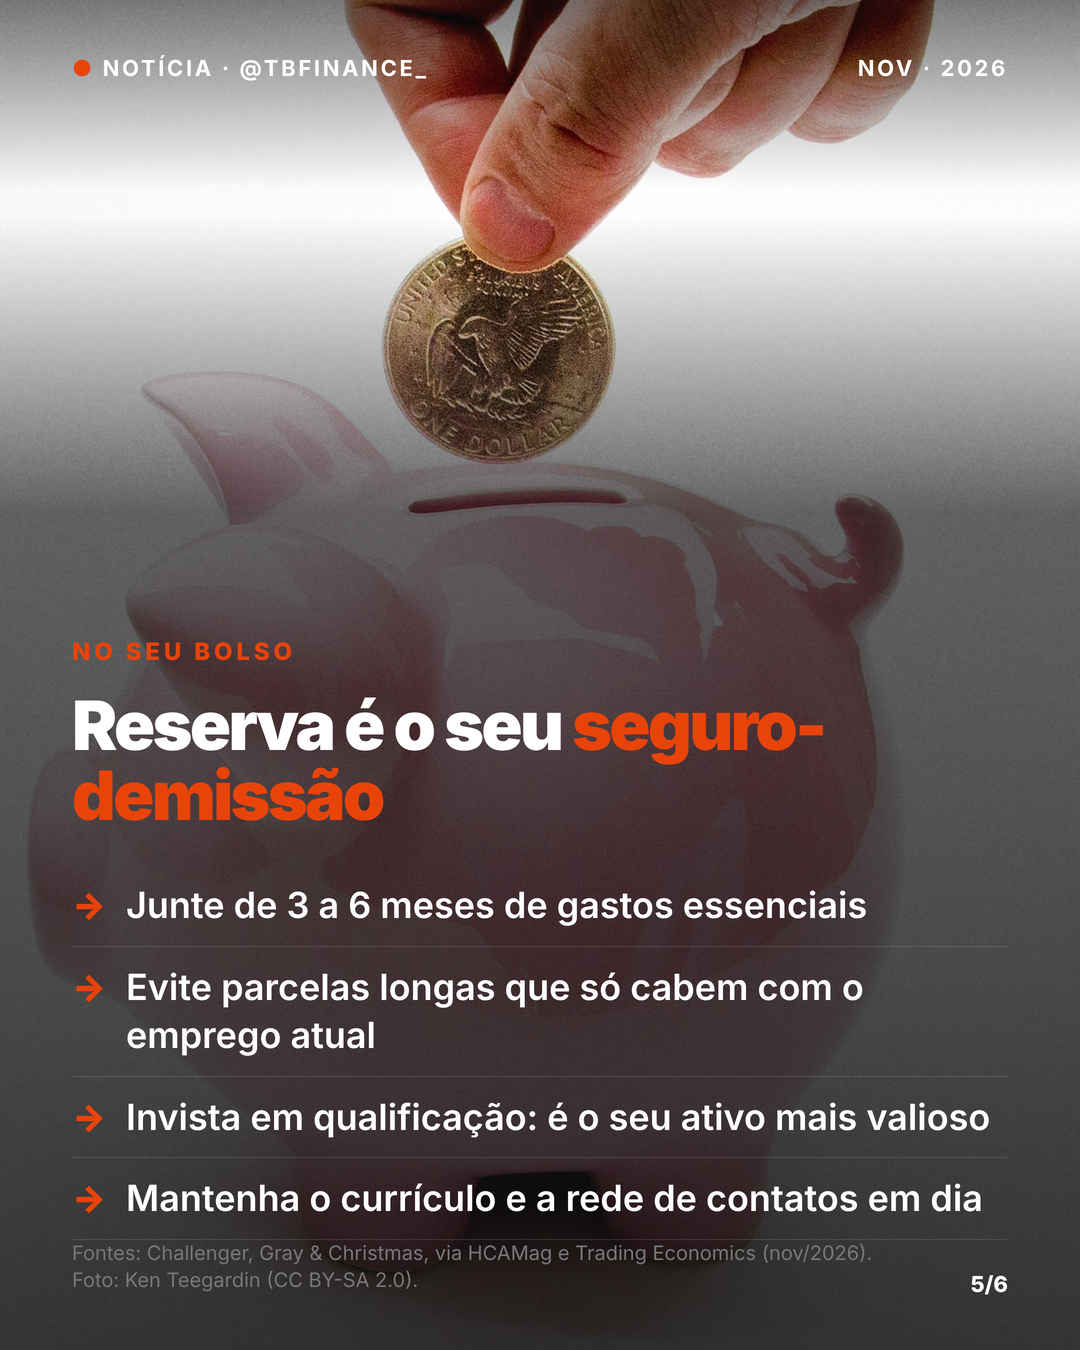 NOTÍCIA · @TBFINANCE_
NOV · 2026
UNITED STATES OF AMERICA
E PLURIBUS UNUM
ONE DOLLAR
NO SEU BOLSO
Reserva é o seu seguro-
demissão
→ Junte de 3 a 6 meses de gastos essenciais
→ Evite parcelas longas que só cabem com o
emprego atual
→ Invista em qualificação: é o seu ativo mais valioso
→ Mantenha o currículo e a rede de contatos em dia
Fontes: Challenger, Gray & Christmas, via HCAMag e Trading Economics (nov/2026).
Foto: Ken Teegardin (CC BY-SA 2.0).
5/6